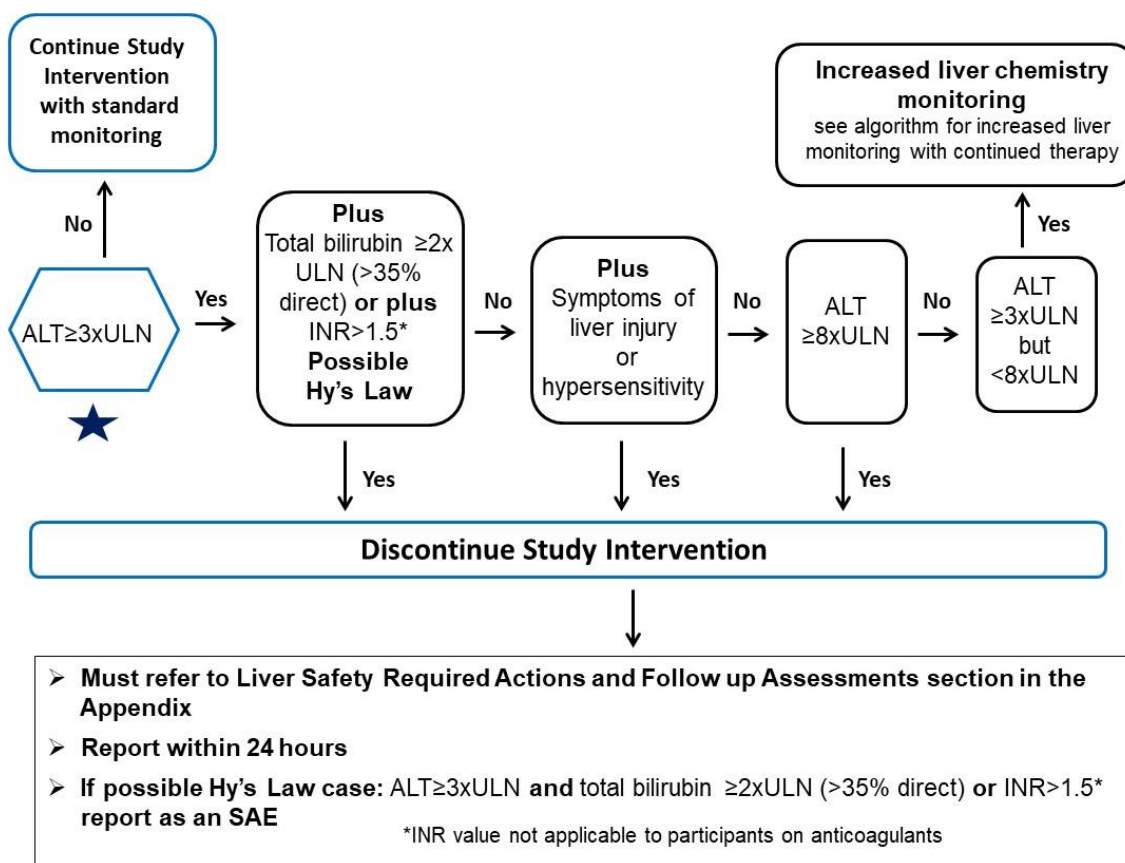 Continue Study
Intervention
with standard
monitoring
Increased liver chemistry
monitoring
see algorithm for increased liver
monitoring with continued therapy
No
Yes
ALT≥3xULN
Yes
Plus
Total bilirubin ≥2x
ULN (>35%
direct) or plus
INR>1.5*
Possible
Hy's Law
No
Plus
Symptoms of
liver injury
or
hypersensitivity
No
ALT
≥8xULN
No
ALT
≥3xULN
but
<8xULN
Yes
Yes
Yes
Discontinue Study Intervention
➤ Must refer to Liver Safety Required Actions and Follow up Assessments section in the
Appendix
➤ Report within 24 hours
➤ If possible Hy's Law case: ALT≥3xULN and total bilirubin ≥2xULN (>35% direct) or INR>1.5*
report as an SAE
*INR value not applicable to participants on anticoagulants